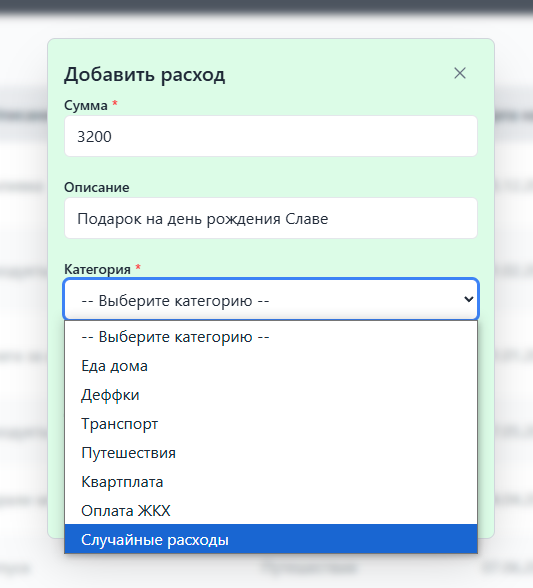 Добавить расход
Сумма *
3200
Описание
Подарок на день рождения Славе
Категория *
-- Выберите категорию --
-- Выберите категорию --
Еда дома
Деффки
Транспорт
Путешествия
Квартплата
Оплата ЖКХ
Случайные расходы